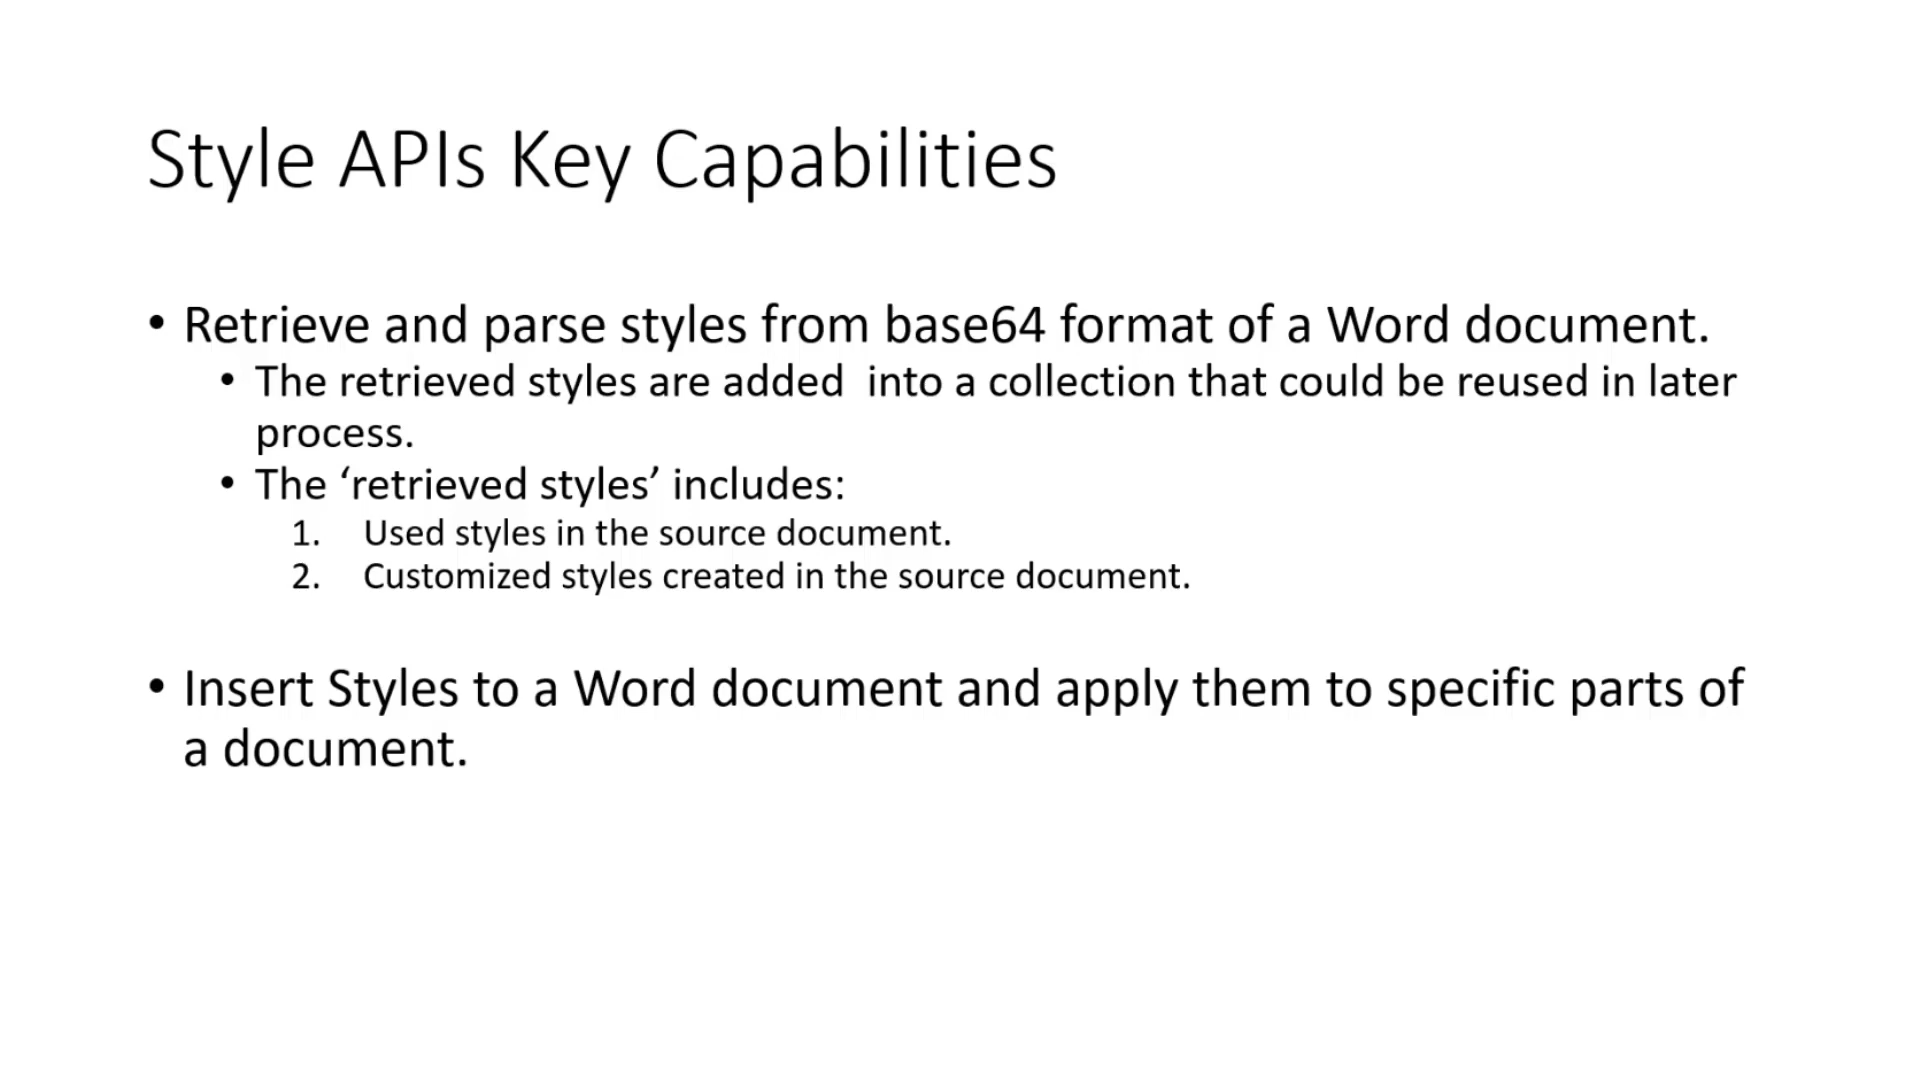 Style APIs Key Capabilities
• Retrieve and parse styles from base64 format of a Word document.
• The retrieved styles are added  into a collection that could be reused in later
process.
• The ‘retrieved styles’ includes:
1. Used styles in the source document.
2. Customized styles created in the source document.
• Insert Styles to a Word document and apply them to specific parts of
a document.